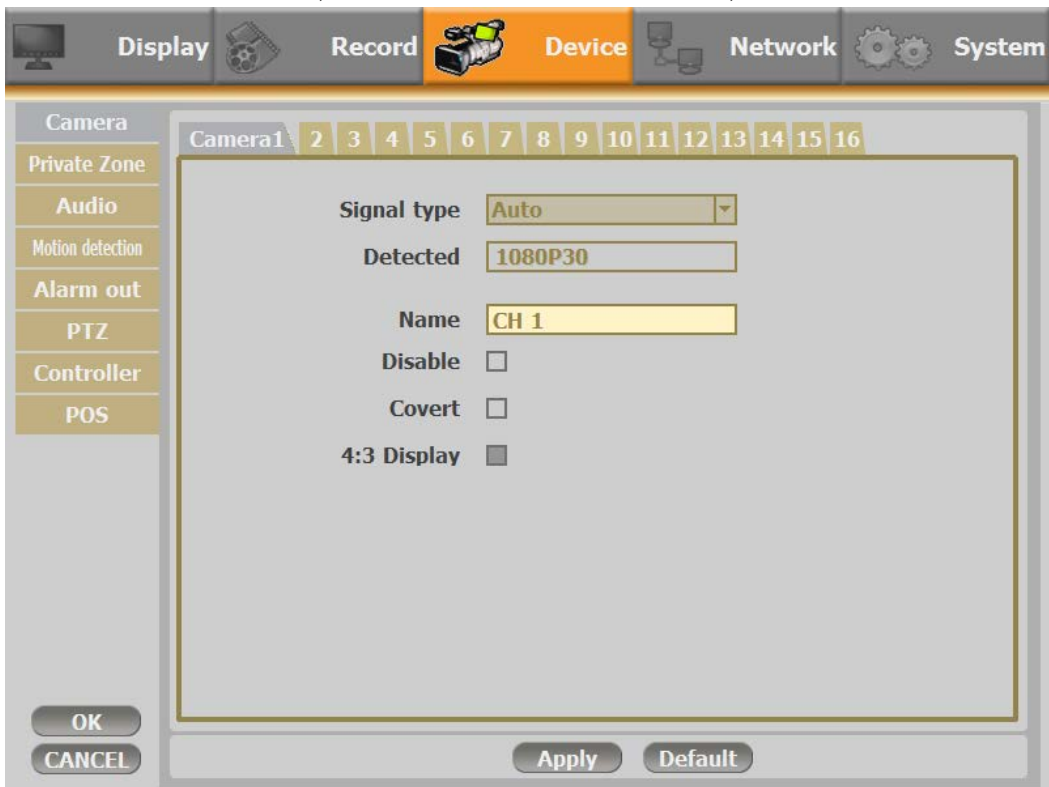 Display Record Device Network System
Camera
Private Zone
Audio
Motion detection
Alarm out
PTZ
Controller
POS
OK
CANCEL
Camera1 2 3 4 5 6 7 8 9 10 11 12 13 14 15 16
Signal type Auto
Detected 1080P30
Name CH 1
Disable
Covert
4:3 Display
Apply Default